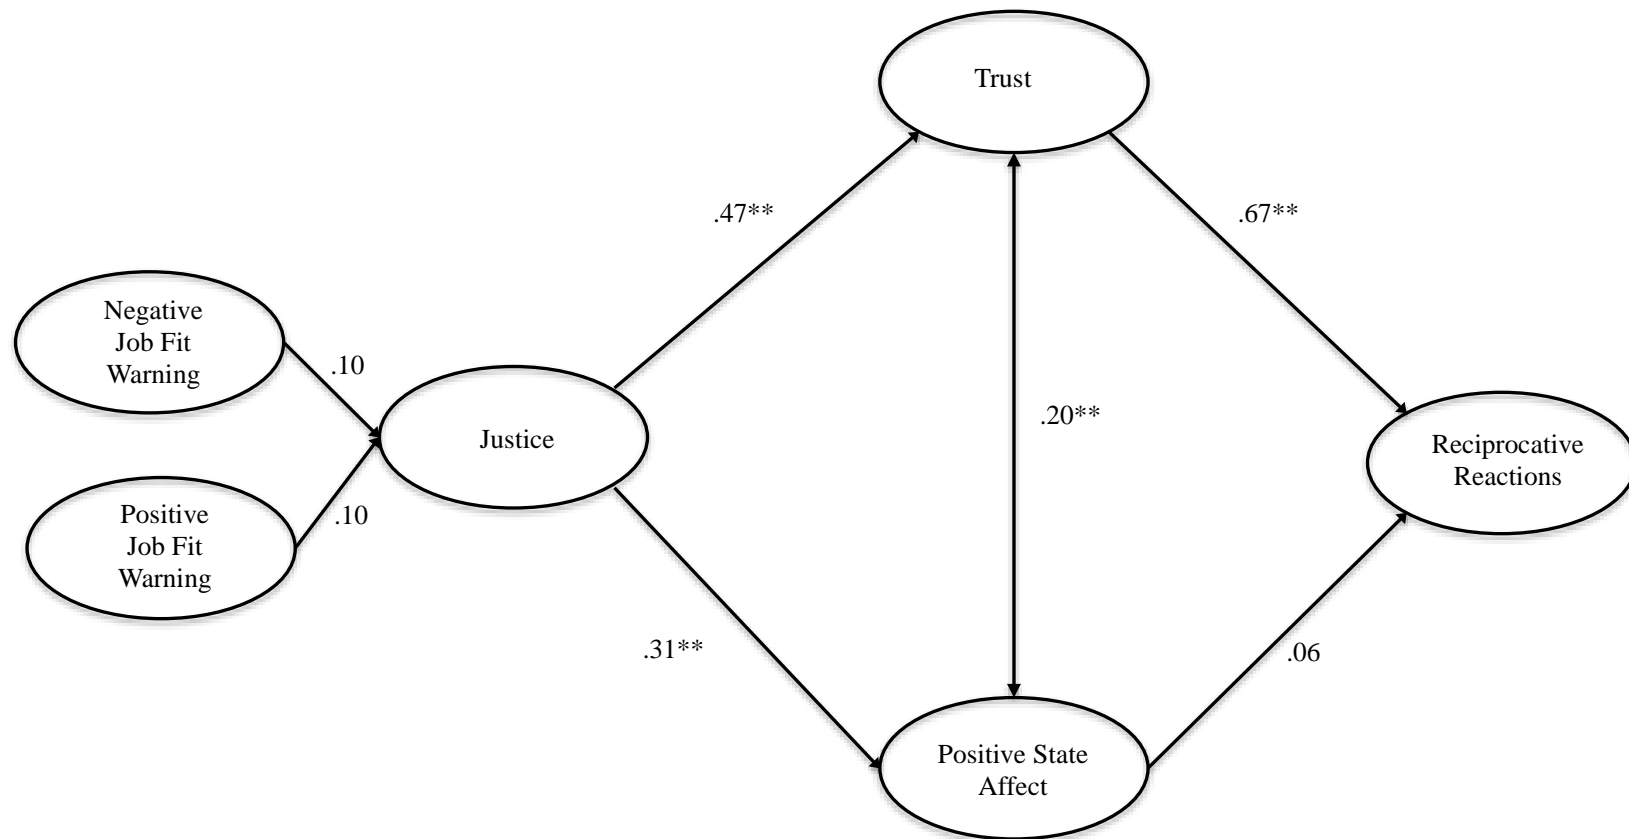 Trust
.47**
.67**
Negative
Job Fit
Warning
.10
Justice
.20**
Reciprocative
Reactions
Positive
Job Fit
Warning
.10
.31**
.06
Positive State
Affect